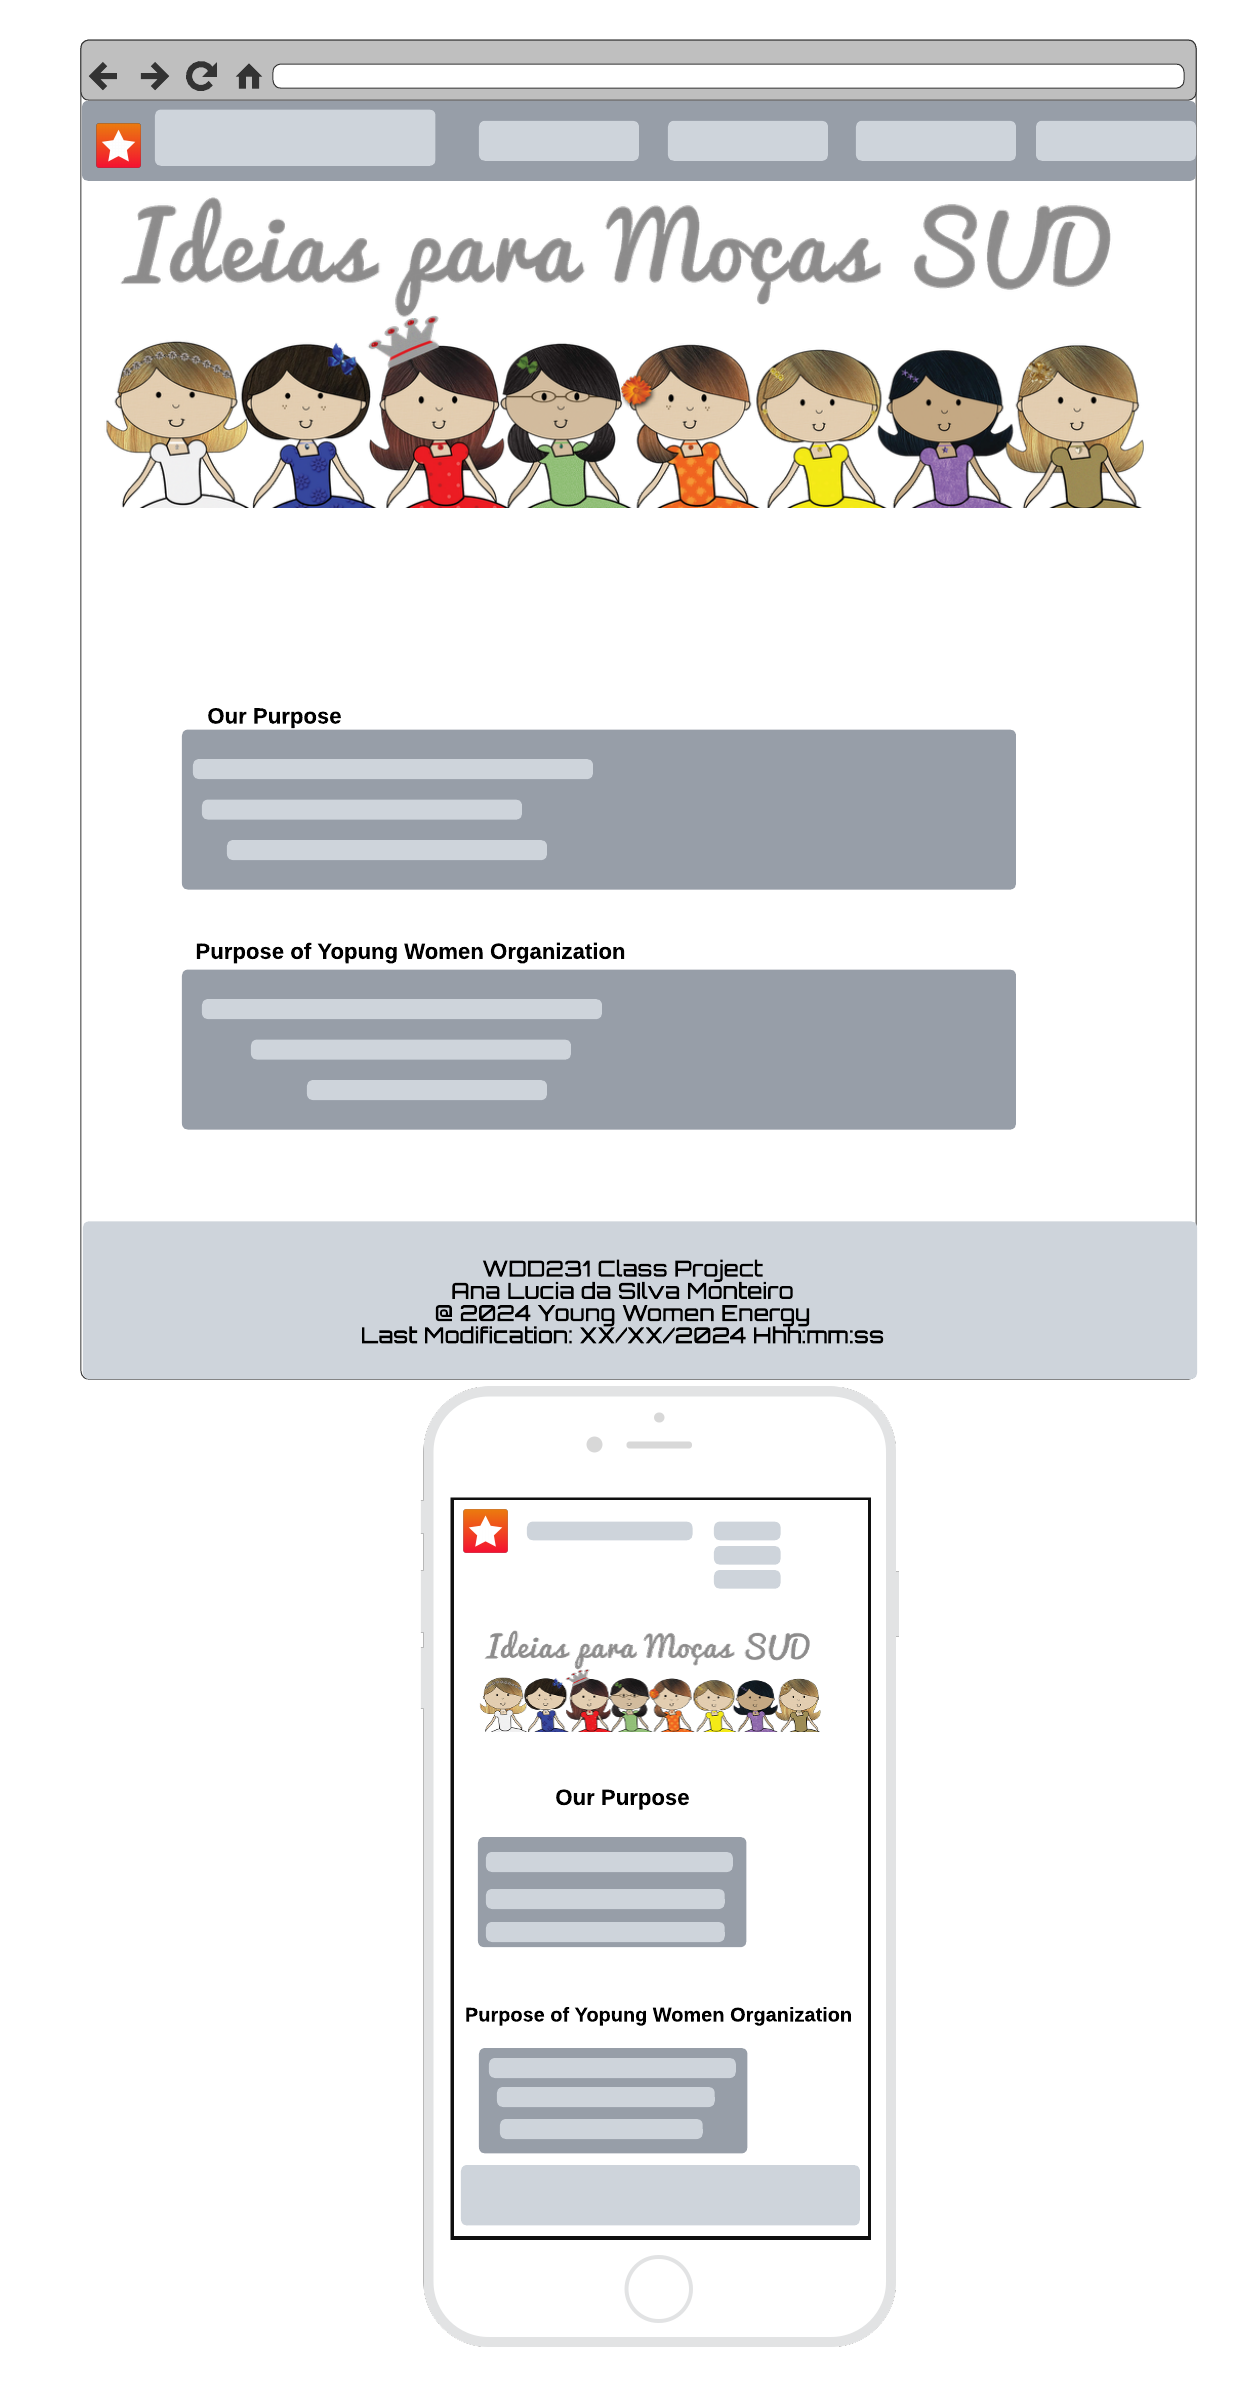 Ideias para Moças SUD
Our Purpose
Purpose of Yopung Women Organization
WDD231 Class Project
Ana Lucia da SIlva Monteiro
@ 2024 Young Women Energy
Last Modification: XX/XX/2024 Hhh:mm:ss
Ideias para Moças SUD
Our Purpose
Purpose of Yopung Women Organization